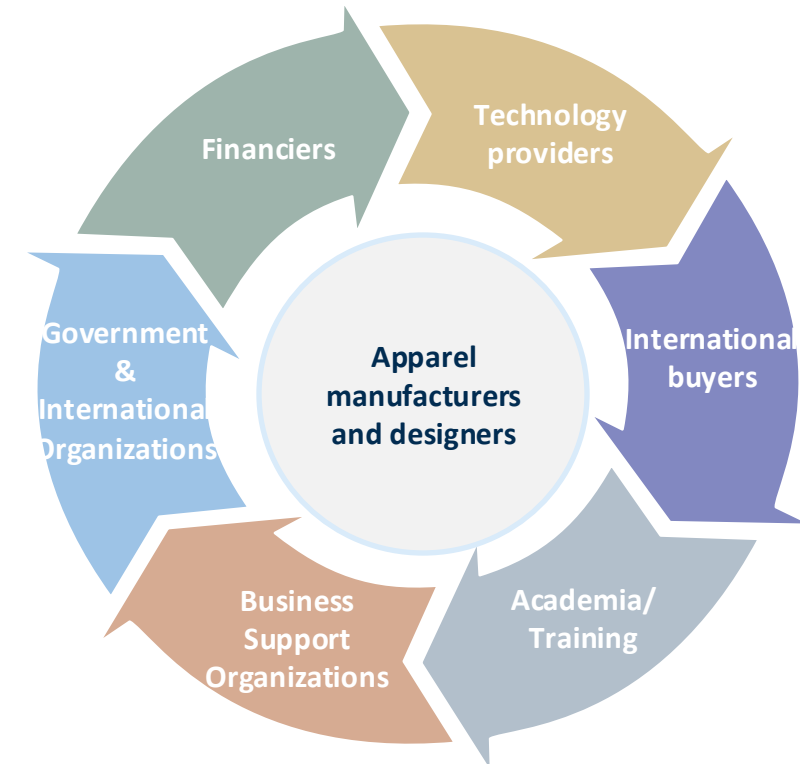 Financiers
Technology
providers
International
buyers
Academia/
Training
Business
Support
Organizations
Government
&
International
Organizations
Apparel
manufacturers
and designers